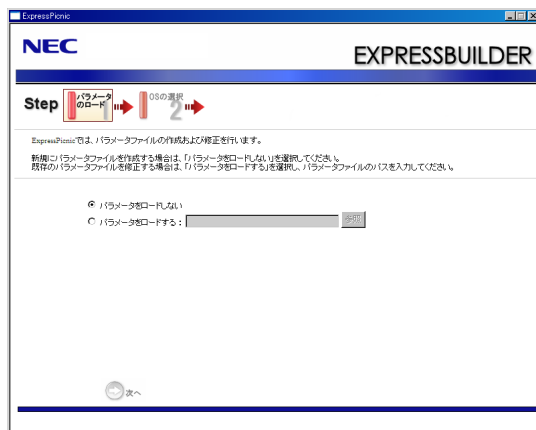 ExpressPicnic
NEC
EXPRESSBUILDER
Step パラメータのロード 1 OSの選択 2
ExpressPicnicでは、パラメータファイルの作成および修正を行います。
新規にパラメータファイルを作成する場合は、「パラメータをロードしない」を選択してください。
既存のパラメータファイルを修正する場合は、「パラメータをロードする」を選択し、パラメータファイルのパスを入力してください。
パラメータをロードしない
パラメータをロードする： 参照
次へ